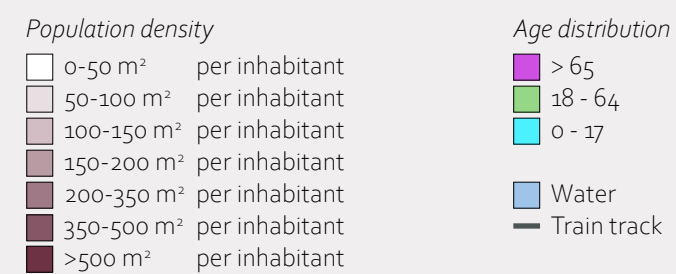 Population density
0-50 m² per inhabitant
50-100 m² per inhabitant
100-150 m² per inhabitant
150-200 m² per inhabitant
200-350 m² per inhabitant
350-500 m² per inhabitant
>500 m² per inhabitant
Age distribution
> 65
18 - 64
0 - 17
Water
Train track